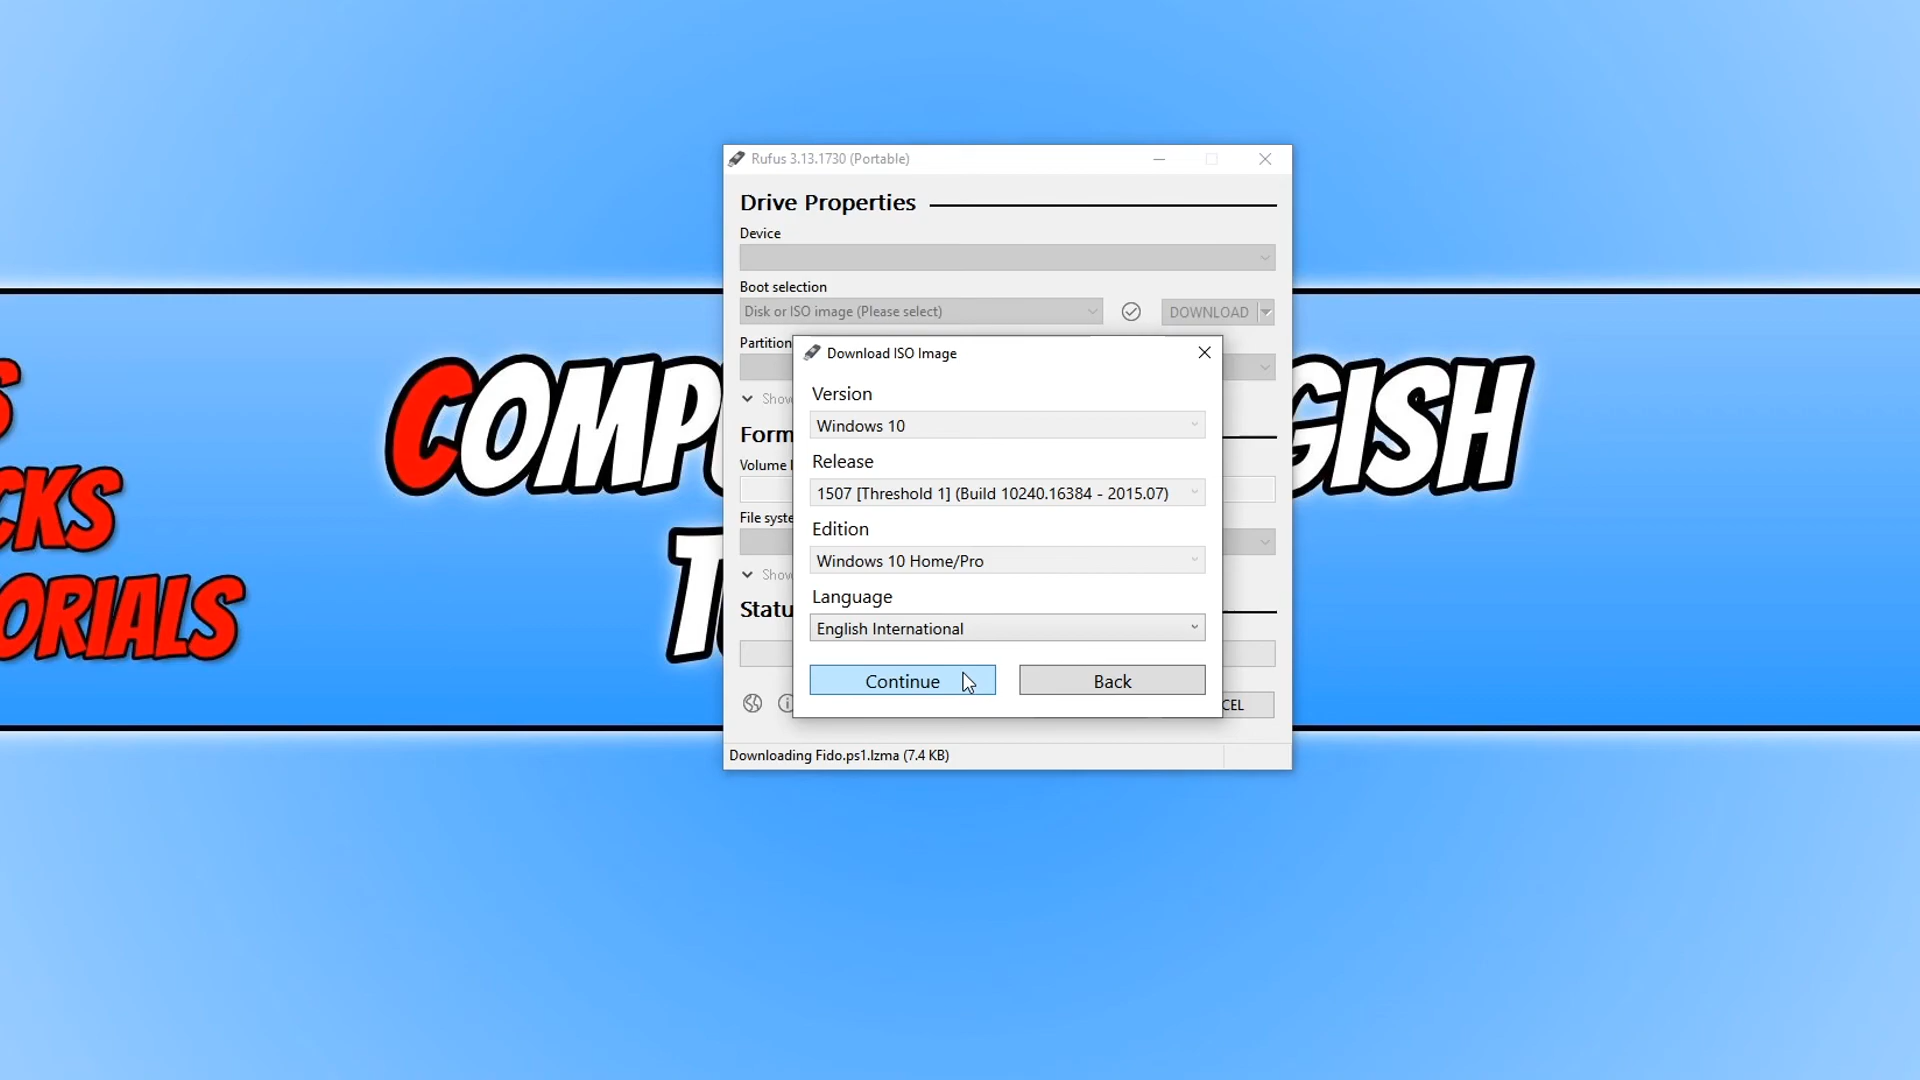 Rufus 3.13.1730 (Portable)
Drive Properties
Device
Boot selection
Disk or ISO image (Please select)
DOWNLOAD
Partition
Download ISO Image
Version
Windows 10
Release
1507 [Threshold 1] (Build 10240.16384 - 2015.07)
Edition
Windows 10 Home/Pro
Language
English International
Continue
Back
Show
Form
Volume l
File syste
Show
Statu
CEL
Downloading Fido.ps1.lzma (7.4 KB)
COMPU
GISH
T
S
CKS
ORIALS